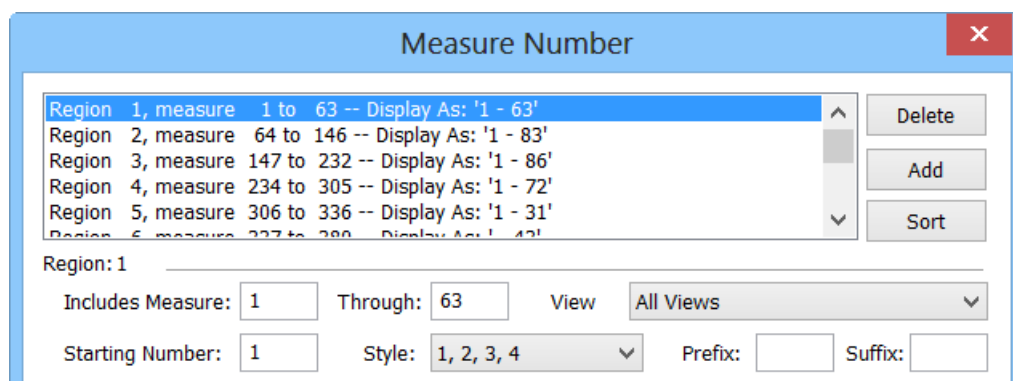 Measure Number
Region 1, measure 1 to 63 -- Display As: '1 - 63'
Region 2, measure 64 to 146 -- Display As: '1 - 83'
Region 3, measure 147 to 232 -- Display As: '1 - 86'
Region 4, measure 234 to 305 -- Display As: '1 - 72'
Region 5, measure 306 to 336 -- Display As: '1 - 31'
Delete
Add
Sort
Region: 1
Includes Measure: 1 Through: 63 View All Views
Starting Number: 1 Style: 1, 2, 3, 4 Prefix: Suffix: